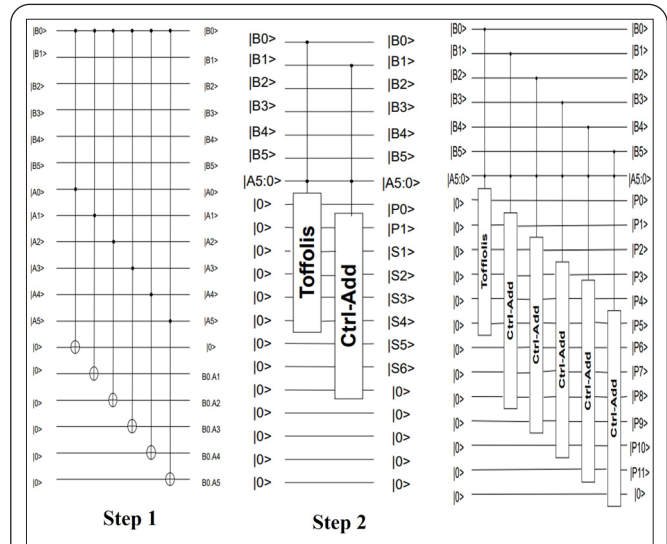 |B0> |B0>
|B1> |B1>
|B2> |B2>
|B3> |B3>
|B4> |B4>
|B5> |B5>
|A0> |A0>
|A1> |A1>
|A2> |A2>
|A3> |A3>
|A4> |A4>
|A5> |A5>
|0> |0>
|0> B0.A1
|0> B0.A2
|0> B0.A3
|0> B0.A4
|0> B0.A5
Step 1
|B0> |B0>
|B1> |B1>
|B2> |B2>
|B3> |B3>
|B4> |B4>
|B5> |B5>
|A5:0> |A5:0>
|0> |P0>
|0> |P1>
|0> |S1>
|0> |S2>
|0> |S3>
|0> |S4>
|0> |S5>
|0> |S6>
|0> |0>
|0> |0>
|0> |0>
|0> |0>
|0> |0>
Toffolis
Ctrl-Add
Step 2
|B0> |B0>
|B1> |B1>
|B2> |B2>
|B3> |B3>
|B4> |B4>
|B5> |B5>
|A5:0> |A5:0>
|0> |P0>
|0> |P1>
|0> |P2>
|0> |P3>
|0> |P4>
|0> |P5>
|0> |P6>
|0> |P7>
|0> |P8>
|0> |P9>
|0> |P10>
|0> |P11>
|0> |0>
Tofflolis
Ctrl-Add
Ctrl-Add
Ctrl-Add
Ctrl-Add
Ctrl-Add